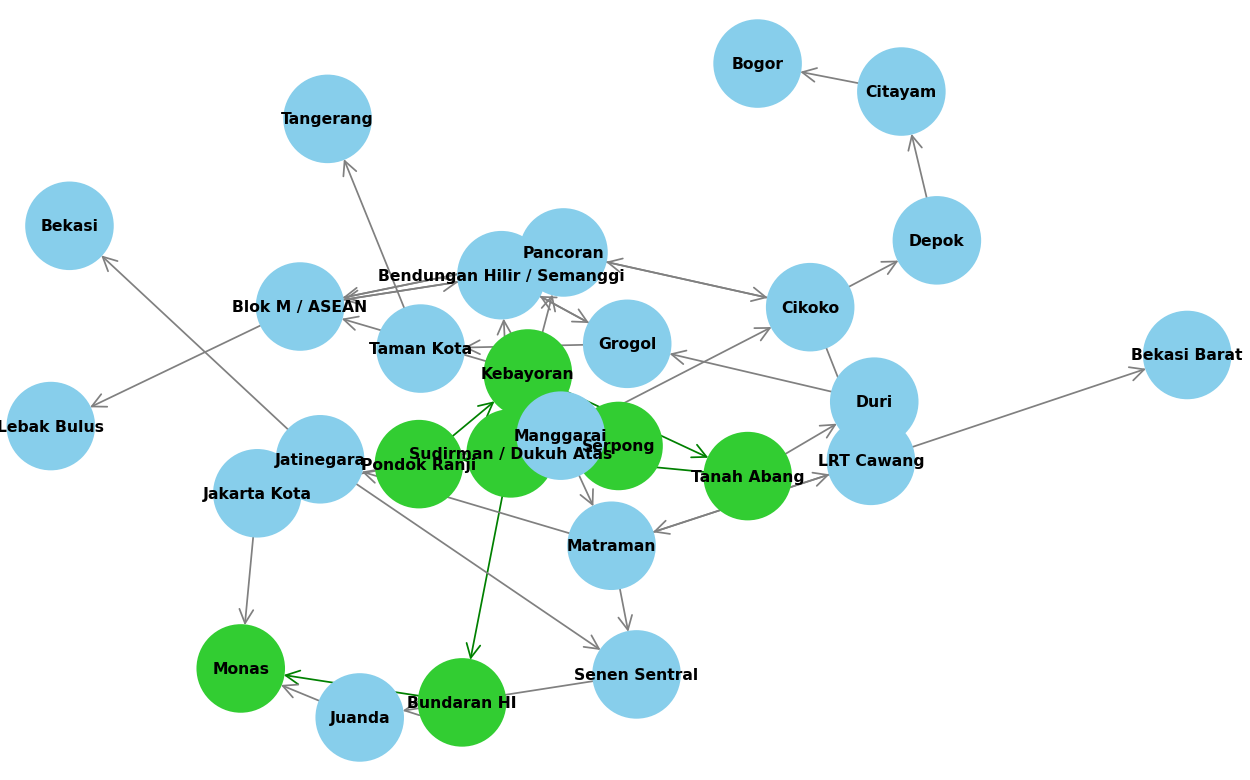 Bogor
Citayam
Tangerang
Bekasi
Depok
Pancoran
Bendungan Hilir / Semanggi
Blok M / ASEAN
Cikoko
Taman Kota
Grogol
Bekasi Barat
Kebayoran
Duri
Lebak Bulus
Manggarai
Serpong
Sudirman / Dukuh Atas
Jatinegara
Pondok Ranji
LRT Cawang
Tanah Abang
Jakarta Kota
Matraman
Monas
Senen Sentral
Bundaran HI
Juanda